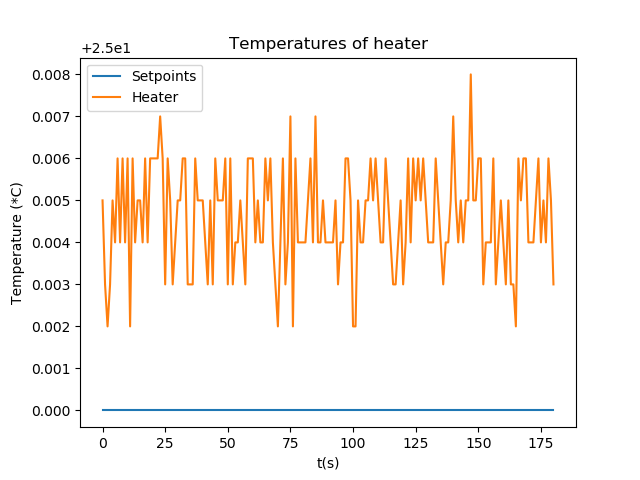 Temperatures of heater
+2.5e1
Setpoints
Heater
0.008
0.007
0.006
0.005
0.004
0.003
0.002
0.001
0.000
Temperature (*C)
0 25 50 75 100 125 150 175
t(s)